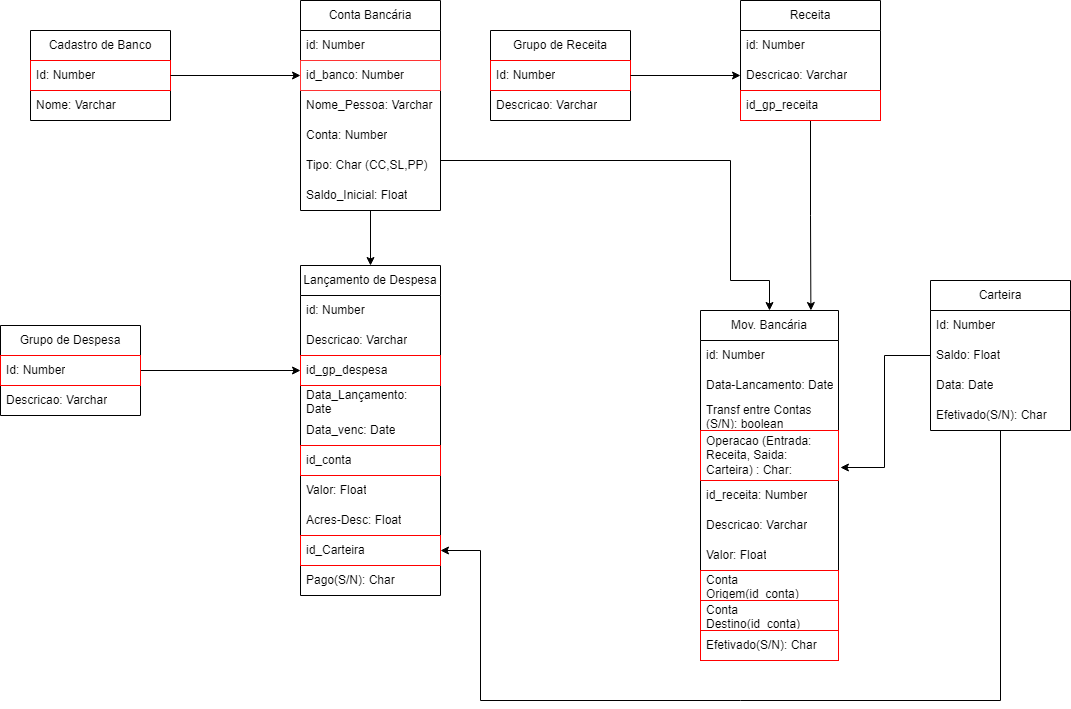 Conta Bancária
id: Number
id_banco: Number
Nome_Pessoa: Varchar
Conta: Number
Tipo: Char (CC,SL,PP)
Saldo_Inicial: Float
Receita
id: Number
Descricao: Varchar
id_gp_receita
Cadastro de Banco
Id: Number
Nome: Varchar
Grupo de Receita
Id: Number
Descricao: Varchar
Lançamento de Despesa
id: Number
Descricao: Varchar
id_gp_despesa
Data_Lançamento:
Date
Data_venc: Date
id_conta
Valor: Float
Acres-Desc: Float
id_Carteira
Pago(S/N): Char
Grupo de Despesa
Id: Number
Descricao: Varchar
Mov. Bancária
id: Number
Data-Lancamento: Date
Transf entre Contas
(S/N): boolean
Operacao (Entrada:
Receita, Saida:
Carteira) : Char:
id_receita: Number
Descricao: Varchar
Valor: Float
Conta
Origem(id_conta)
Conta
Destino(id_conta)
Efetivado(S/N): Char
Carteira
Id: Number
Saldo: Float
Data: Date
Efetivado(S/N): Char